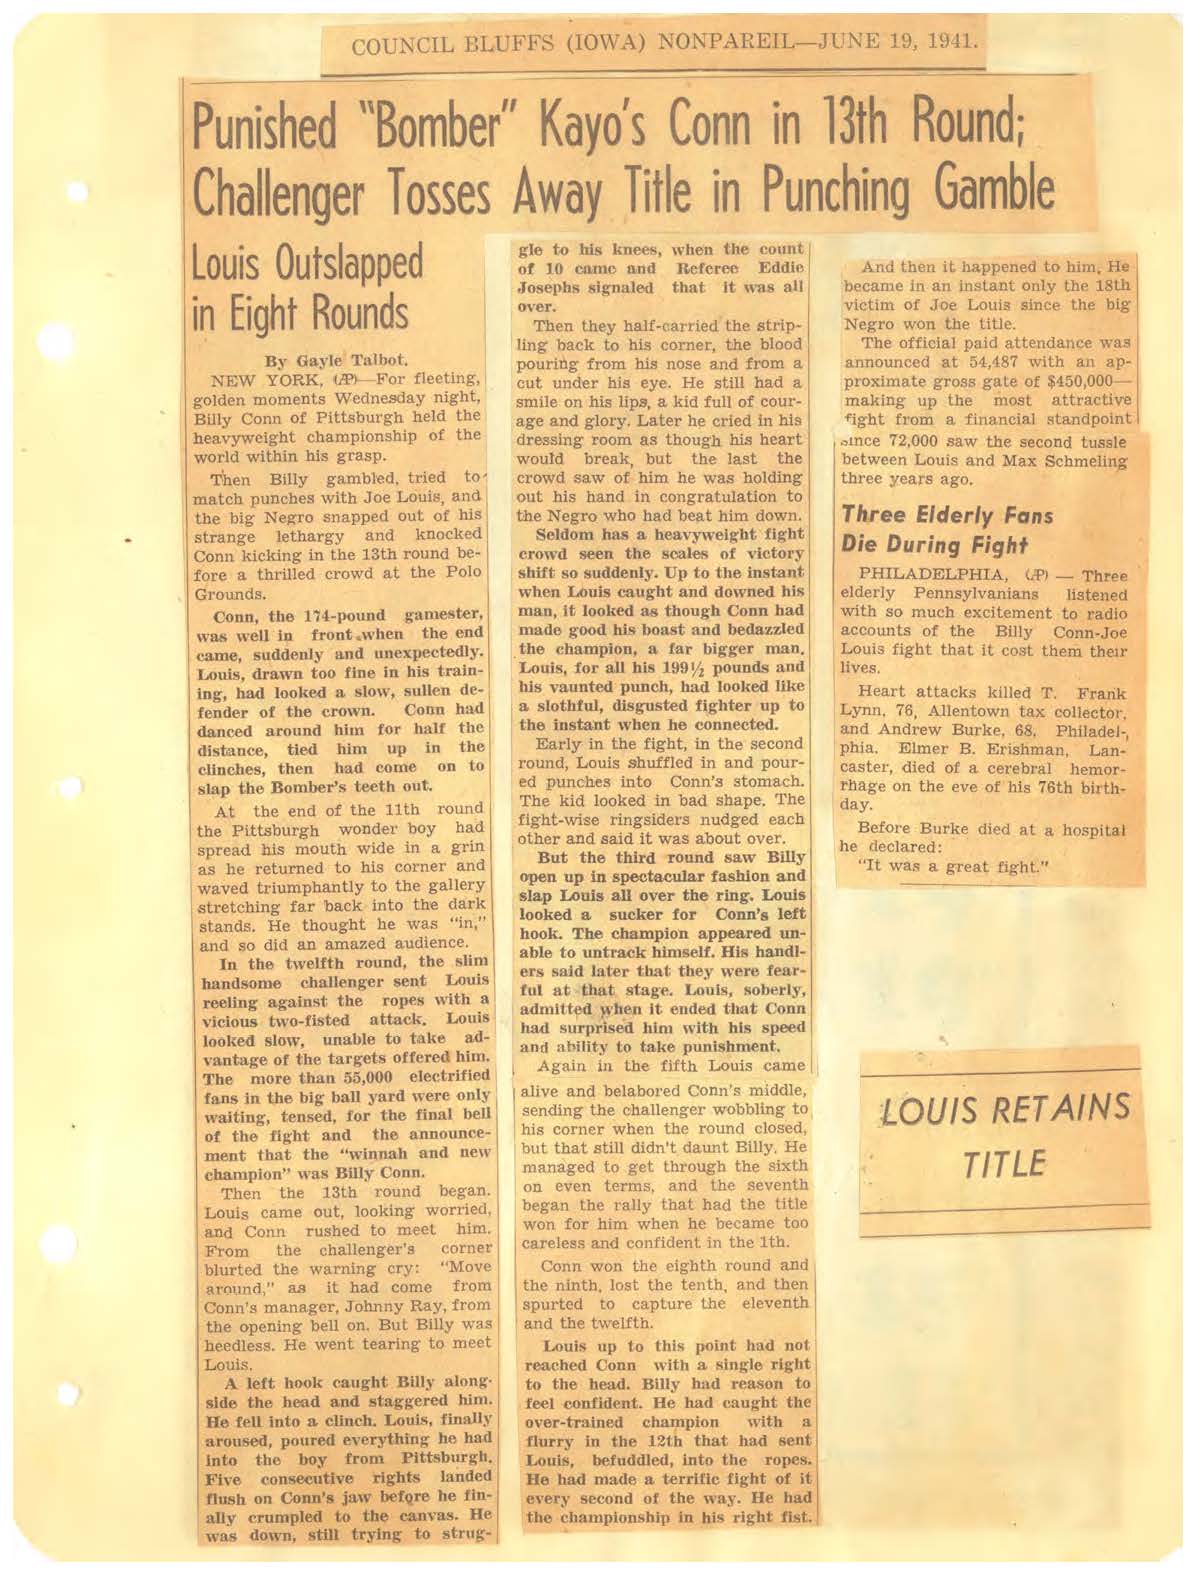 COUNCIL BLUFFS (IOWA) NONPAREIL—JUNE 19, 1941.
Punished "Bomber" Kayo's Conn in 13th Round;
Challenger Tosses Away Title in Punching Gamble
Louis Outslapped
in Eight Rounds
By Gayle Talbot.
NEW YORK, (AP)—For fleeting,
golden moments Wednesday night,
Billy Conn of Pittsburgh held the
heavyweight championship of the
world within his grasp.
Then Billy gambled, tried to
match punches with Joe Louis, and
the big Negro snapped out of his
strange lethargy and knocked
Conn kicking in the 13th round be-
fore a thrilled crowd at the Polo
Grounds.
Conn, the 174-pound gamester,
was well in front when the end
came, suddenly and unexpectedly.
Louis, drawn too fine in his train-
ing, had looked a slow, sullen de-
fender of the crown. Conn had
danced around him for half the
distance, tied him up in the
clinches, then had come on to
slap the Bomber's teeth out.
At the end of the 11th round
the Pittsburgh wonder boy had
spread his mouth wide in a grin
as he returned to his corner and
waved triumphantly to the gallery
stretching far back into the dark
stands. He thought he was "in,"
and so did an amazed audience.
In the twelfth round, the slim
handsome challenger sent Louis
reeling against the ropes with a
vicious two-fisted attack. Louis
looked slow, unable to take ad-
vantage of the targets offered him.
The more than 55,000 electrified
fans in the big ball yard were only
waiting, tensed, for the final bell
of the fight and the announce-
ment that the "winnah and new
champion" was Billy Conn.
Then the 13th round began.
Louis came out, looking worried,
and Conn rushed to meet him.
From the challenger's corner
blurted the warning cry: "Move
around," as it had come from
Conn's manager, Johnny Ray, from
the opening bell on. But Billy was
heedless. He went tearing to meet
Louis.
A left hook caught Billy along-
side the head and staggered him.
He fell into a clinch. Louis, finally
aroused, poured everything he had
into the boy from Pittsburgh.
Five consecutive rights landed
flush on Conn's jaw before he fin-
ally crumpled to the canvas. He
was down, still trying to strug-
gle to his knees, when the count
of 10 came and Referee Eddie
Josephs signaled that it was all
over.
Then they half-carried the strip-
ling back to his corner, the blood
pouring from his nose and from a
cut under his eye. He still had a
smile on his lips, a kid full of cour-
age and glory. Later he cried in his
dressing room as though his heart
would break, but the last the
crowd saw of him he was holding
out his hand in congratulation to
the Negro who had beat him down.
Seldom has a heavyweight fight
crowd seen the scales of victory
shift so suddenly. Up to the instant
when Louis caught and downed his
man, it looked as though Conn had
made good his boast and bedazzled
the champion, a far bigger man.
Louis, for all his 199½ pounds and
his vaunted punch, had looked like
a slothful, disgusted fighter up to
the instant when he connected.
Early in the fight, in the second
round, Louis shuffled in and pour-
ed punches into Conn's stomach.
The kid looked in bad shape. The
fight-wise ringsiders nudged each
other and said it was about over.
But the third round saw Billy
open up in spectacular fashion and
slap Louis all over the ring. Louis
looked a sucker for Conn's left
hook. The champion appeared un-
able to untrack himself. His handl-
ers said later that they were fear-
ful at that stage. Louis, soberly,
admitted when it ended that Conn
had surprised him with his speed
and ability to take punishment.
Again in the fifth Louis came
alive and belabored Conn's middle,
sending the challenger wobbling to
his corner when the round closed,
but that still didn't daunt Billy. He
managed to get through the sixth
on even terms, and the seventh
began the rally that had the title
won for him when he became too
careless and confident in the 1th.
Conn won the eighth round and
the ninth, lost the tenth, and then
spurted to capture the eleventh
and the twelfth.
Louis up to this point had not
reached Conn with a single right
to the head. Billy had reason to
feel confident. He had caught the
over-trained champion with a
flurry in the 12th that had sent
Louis, befuddled, into the ropes.
He had made a terrific fight of it
every second of the way. He had
the championship in his right fist.
And then it happened to him. He
became in an instant only the 18th
victim of Joe Louis since the big
Negro won the title.
The official paid attendance was
announced at 54,487 with an ap-
proximate gross gate of $450,000—
making up the most attractive
fight from a financial standpoint
since 72,000 saw the second tussle
between Louis and Max Schmeling
three years ago.
Three Elderly Fans
Die During Fight
PHILADELPHIA, (AP) — Three
elderly Pennsylvanians listened
with so much excitement to radio
accounts of the Billy Conn-Joe
Louis fight that it cost them their
lives.
Heart attacks killed T. Frank
Lynn, 76, Allentown tax collector,
and Andrew Burke, 68, Philadel-
phia. Elmer B. Erishman, Lan-
caster, died of a cerebral hemor-
rhage on the eve of his 76th birth-
day.
Before Burke died at a hospital
he declared:
"It was a great fight."
LOUIS RETAINS
TITLE